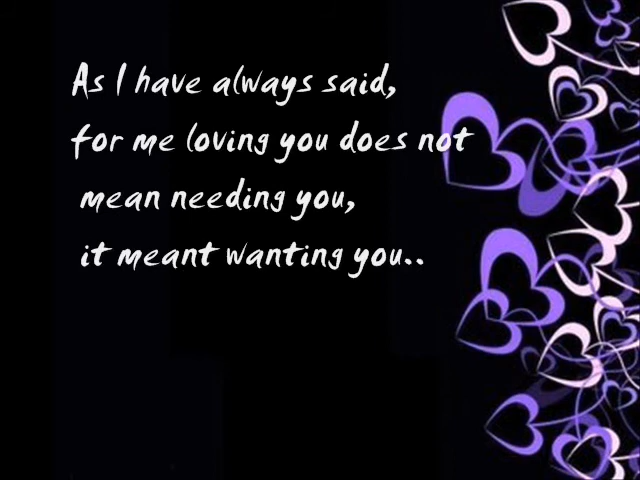 As I have always said,
for me loving you does not
mean needing you,
it meant wanting you..